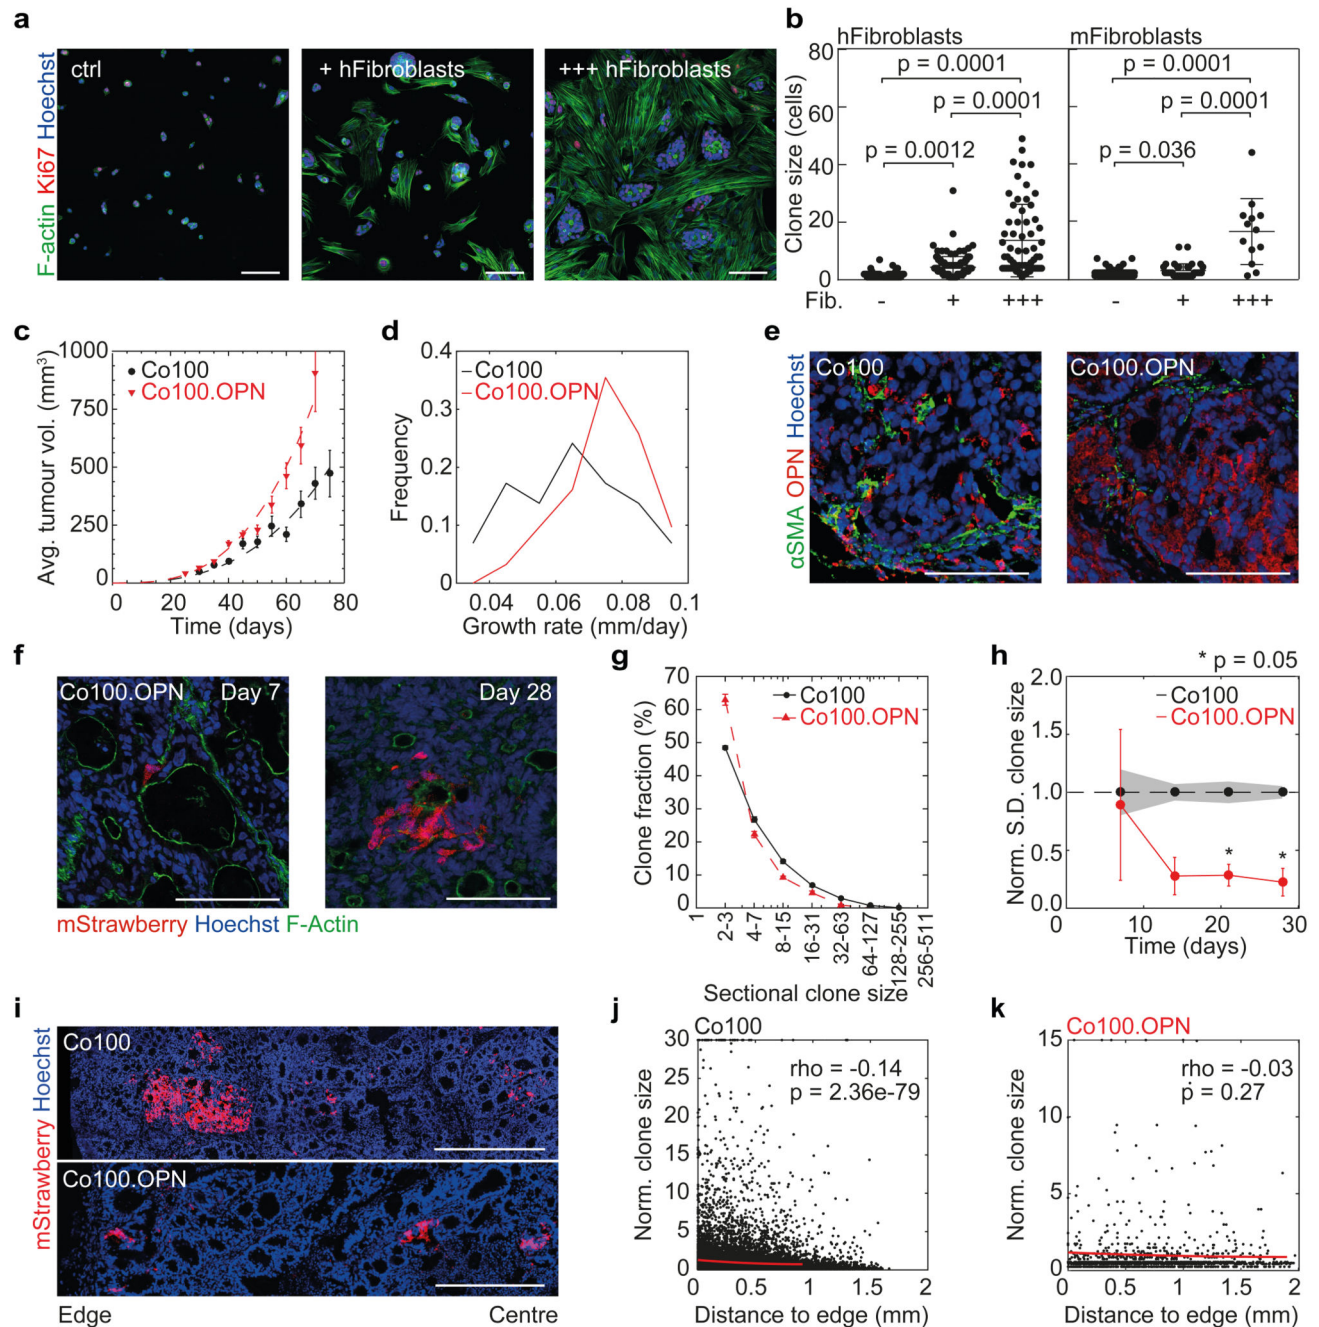 a
F-actin Ki67 Hoechst
ctrl
+ hFibroblasts
+++ hFibroblasts
b
hFibroblasts
mFibroblasts
Clone size (cells)
80
60
40
20
0
p = 0.0001
p = 0.0001
p = 0.0012
p = 0.0001
p = 0.0001
p = 0.036
Fib. - + +++ - + +++
c
Avg. tumour vol. (mm³)
1000
750
500
250
0
Co100
Co100.OPN
0 20 40 60 80
Time (days)
d
Frequency
0.4
0.3
0.2
0.1
0
Co100
Co100.OPN
0.04 0.06 0.08 0.1
Growth rate (mm/day)
e
αSMA OPN Hoechst
Co100
Co100.OPN
f
Co100.OPN Day 7
Day 28
mStrawberry Hoechst F-Actin
g
Clone fraction (%)
70
60
50
40
30
20
10
0
Co100
Co100.OPN
1
2-3
4-7
8-15
16-31
32-63
64-127
128-255
256-511
Sectional clone size
h
* p = 0.05
Norm. S.D. clone size
2.0
1.5
1.0
0.5
0.0
Co100
Co100.OPN
*
*
0 10 20 30
Time (days)
i
mStrawberry Hoechst
Co100
Co100.OPN
Edge
Centre
j
Co100
Norm. clone size
30
25
20
15
10
5
0
rho = -0.14
p = 2.36e-79
0 0.5 1 1.5 2
Distance to edge (mm)
k
Co100.OPN
Norm. clone size
15
10
5
0
rho = -0.03
p = 0.27
0 0.5 1 1.5 2
Distance to edge (mm)